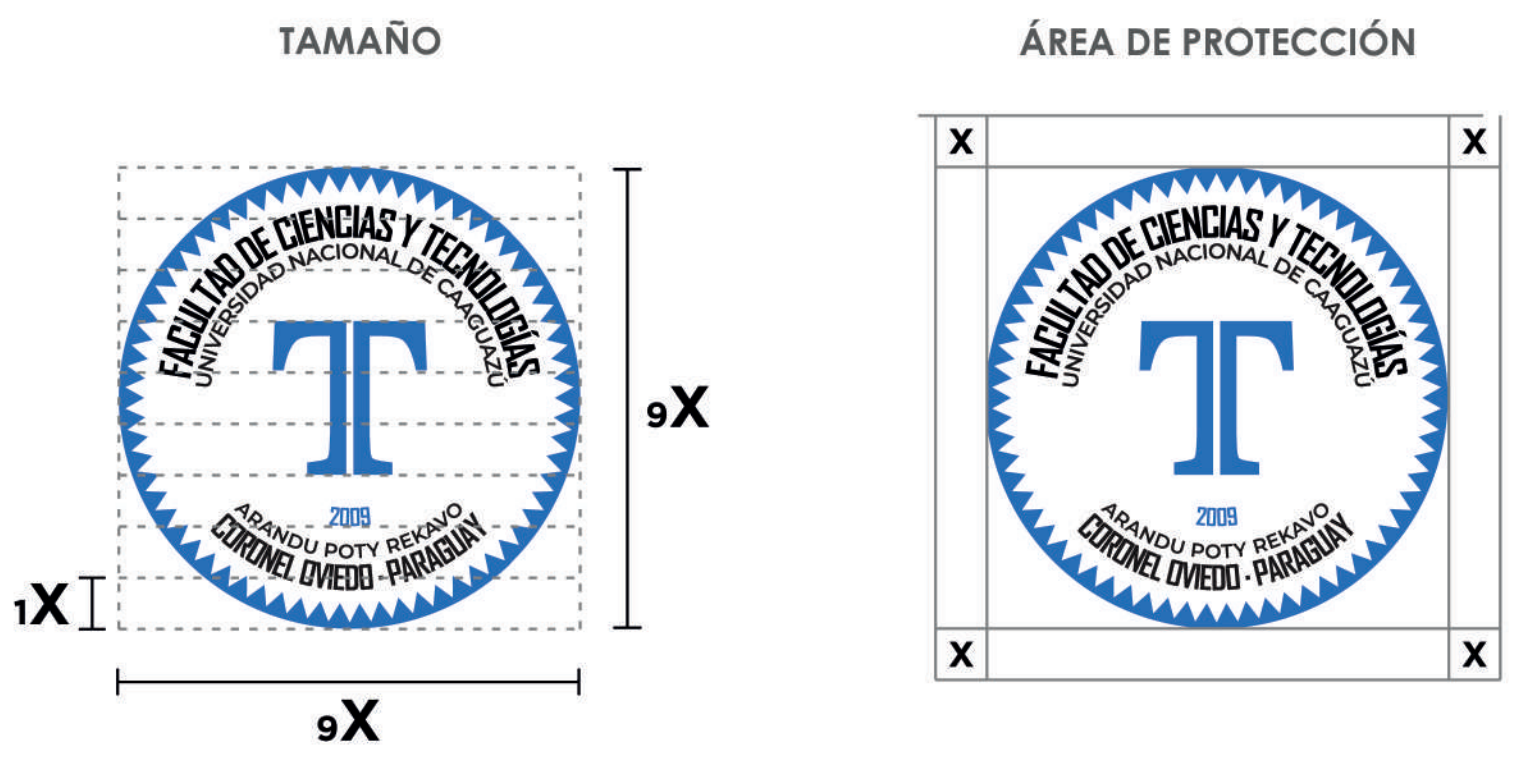 TAMAÑO
FACULTAD DE CIENCIAS Y TECNOLOGÍAS
UNIVERSIDAD NACIONAL DE CAAGUAZÚ
T
2009
ARANDU POTY REKAVO
CORONEL OVIEDO - PARAGUAY
9X
1X
9X
ÁREA DE PROTECCIÓN
X
X
FACULTAD DE CIENCIAS Y TECNOLOGÍAS
UNIVERSIDAD NACIONAL DE CAAGUAZÚ
T
2009
ARANDU POTY REKAVO
CORONEL OVIEDO · PARAGUAY
X
X